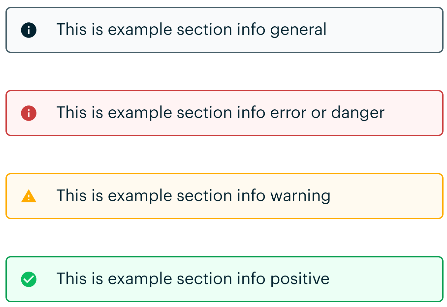 This is example section info general
This is example section info error or danger
This is example section info warning
This is example section info positive